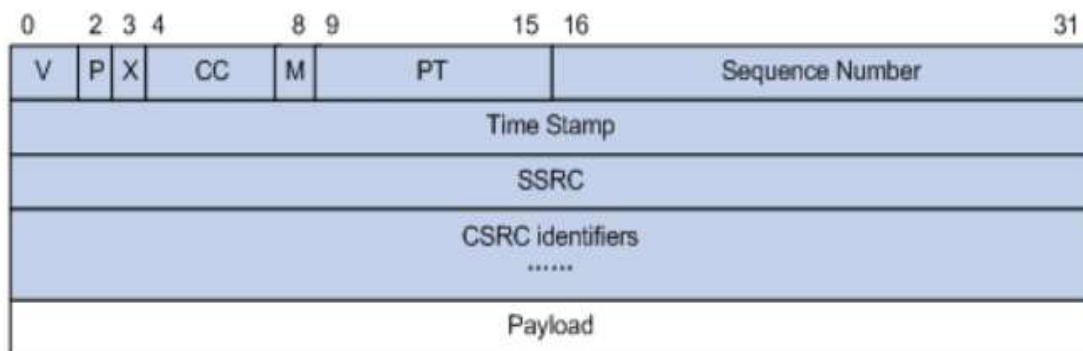 0 2 3 4 8 9 15 16 31
V P X CC M PT Sequence Number
Time Stamp
SSRC
CSRC identifiers
......
Payload